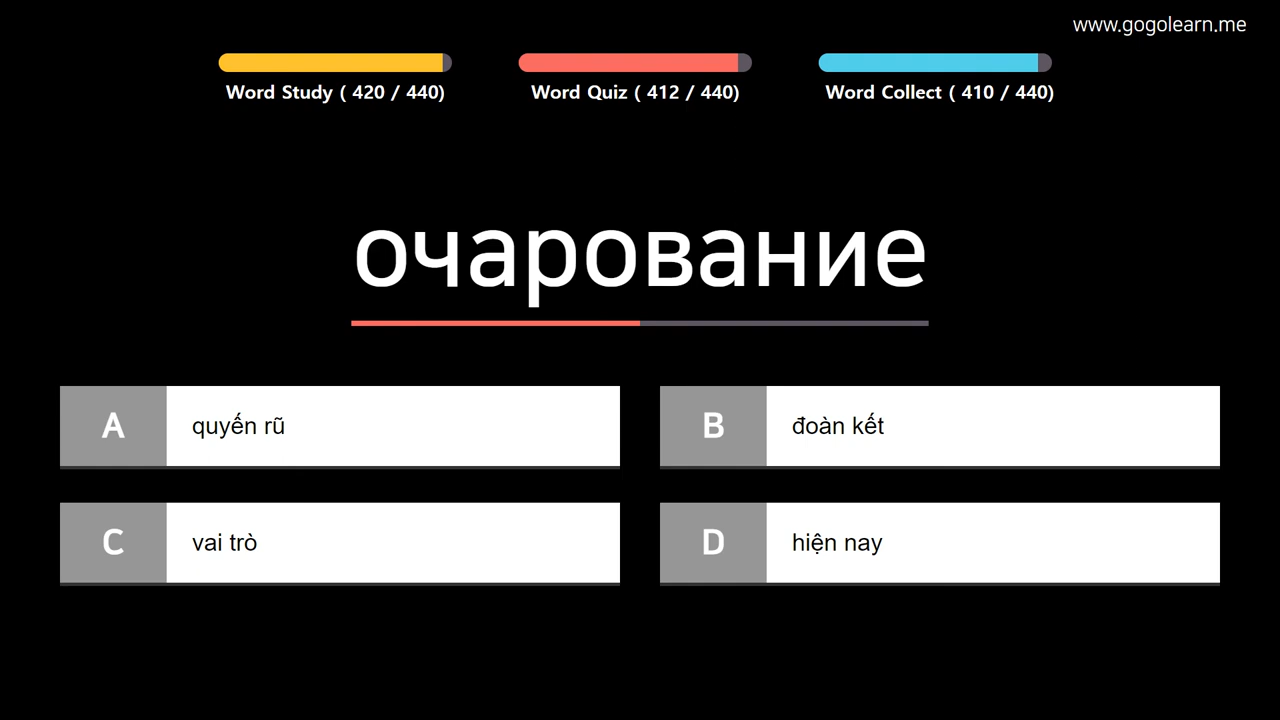 www.gogolearn.me
Word Study ( 420 / 440)
Word Quiz ( 412 / 440)
Word Collect ( 410 / 440)
очарование
A quyến rũ
B đoàn kết
C vai trò
D hiện nay